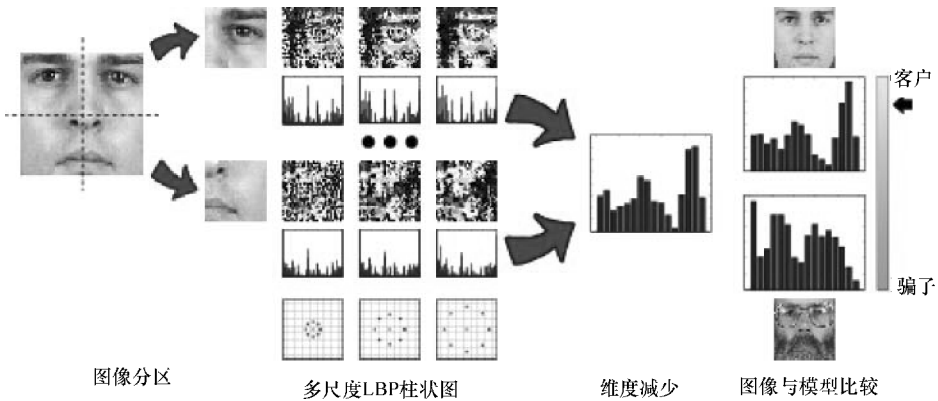 客户
骗子
图像分区
多尺度LBP柱状图
维度减少
图像与模型比较